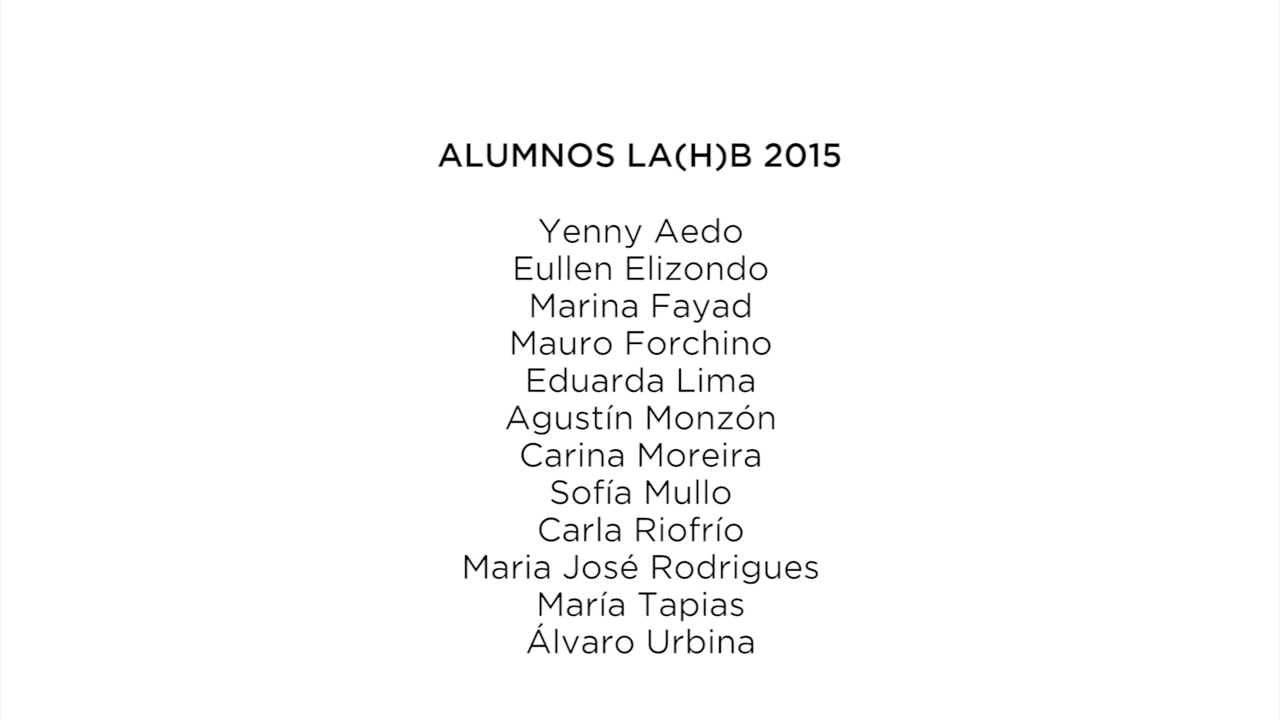 ALUMNOS LA(H)B 2015
Yenny Aedo
Eullen Elizondo
Marina Fayad
Mauro Forchino
Eduarda Lima
Agustín Monzón
Carina Moreira
Sofía Mullo
Carla Riofrío
Maria José Rodrigues
María Tapias
Álvaro Urbina